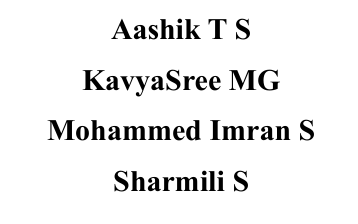 Aashik T S
KavyaSree MG
Mohammed Imran S
Sharmili S